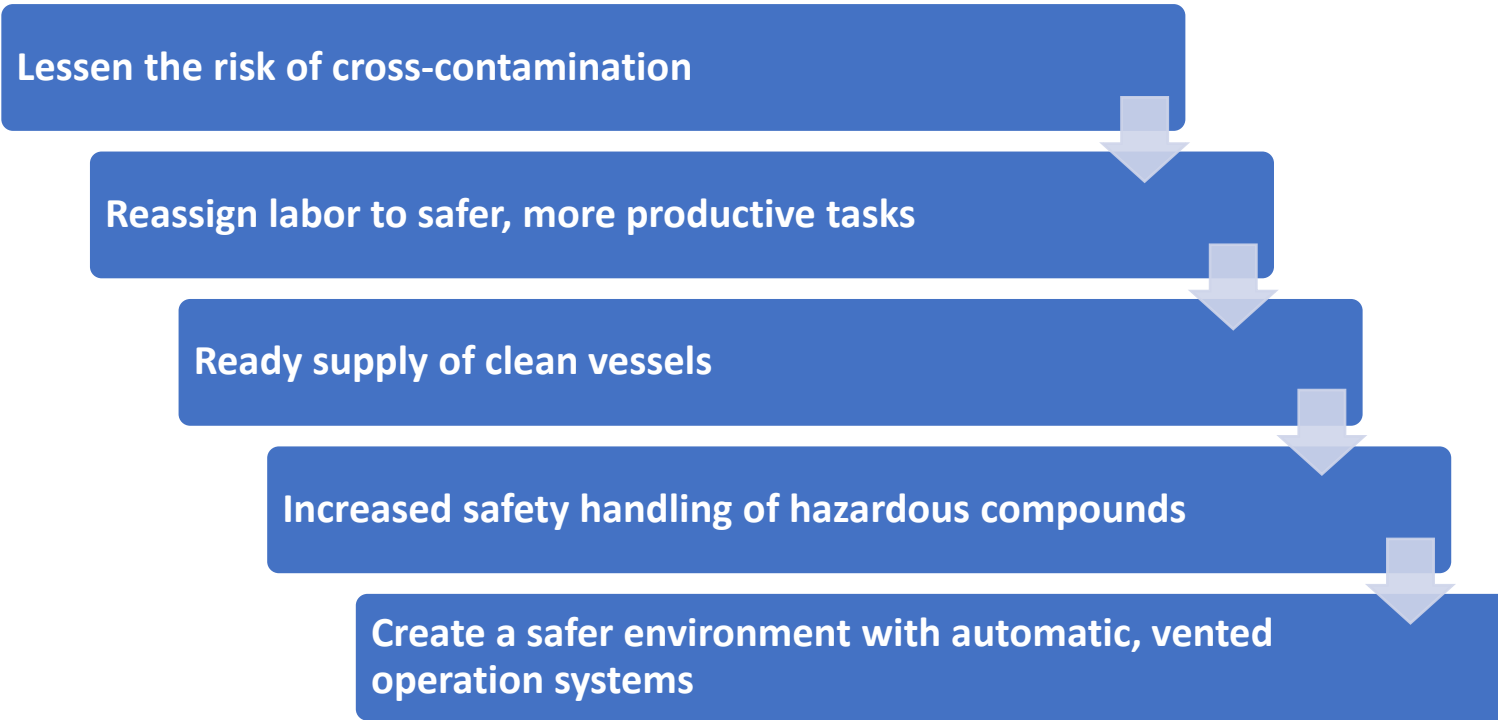 Lessen the risk of cross-contamination
Reassign labor to safer, more productive tasks
Ready supply of clean vessels
Increased safety handling of hazardous compounds
Create a safer environment with automatic, vented
operation systems